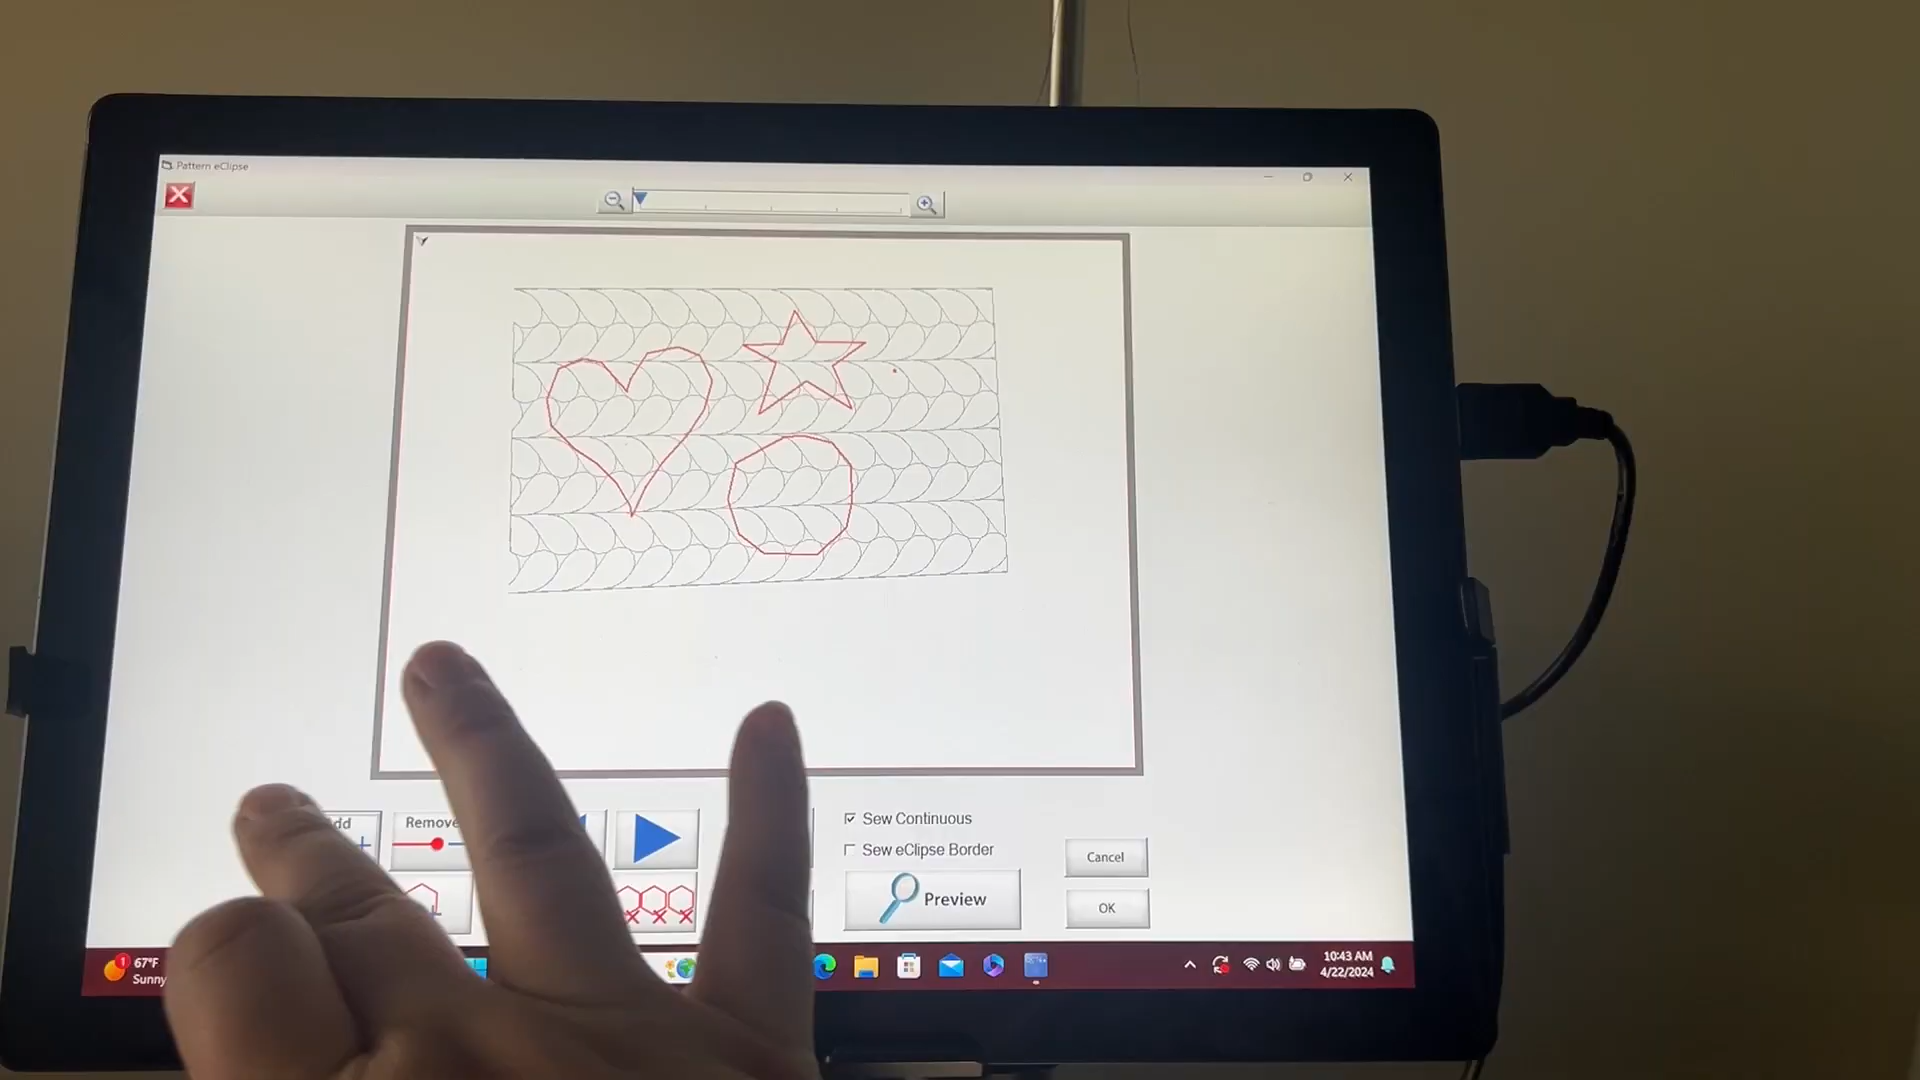 Pattern eClipse
Remove
Sew Continuous
Sew eClipse Border
Cancel
Preview
OK
1
67°F
Sunny
10:43 AM
4/22/2024